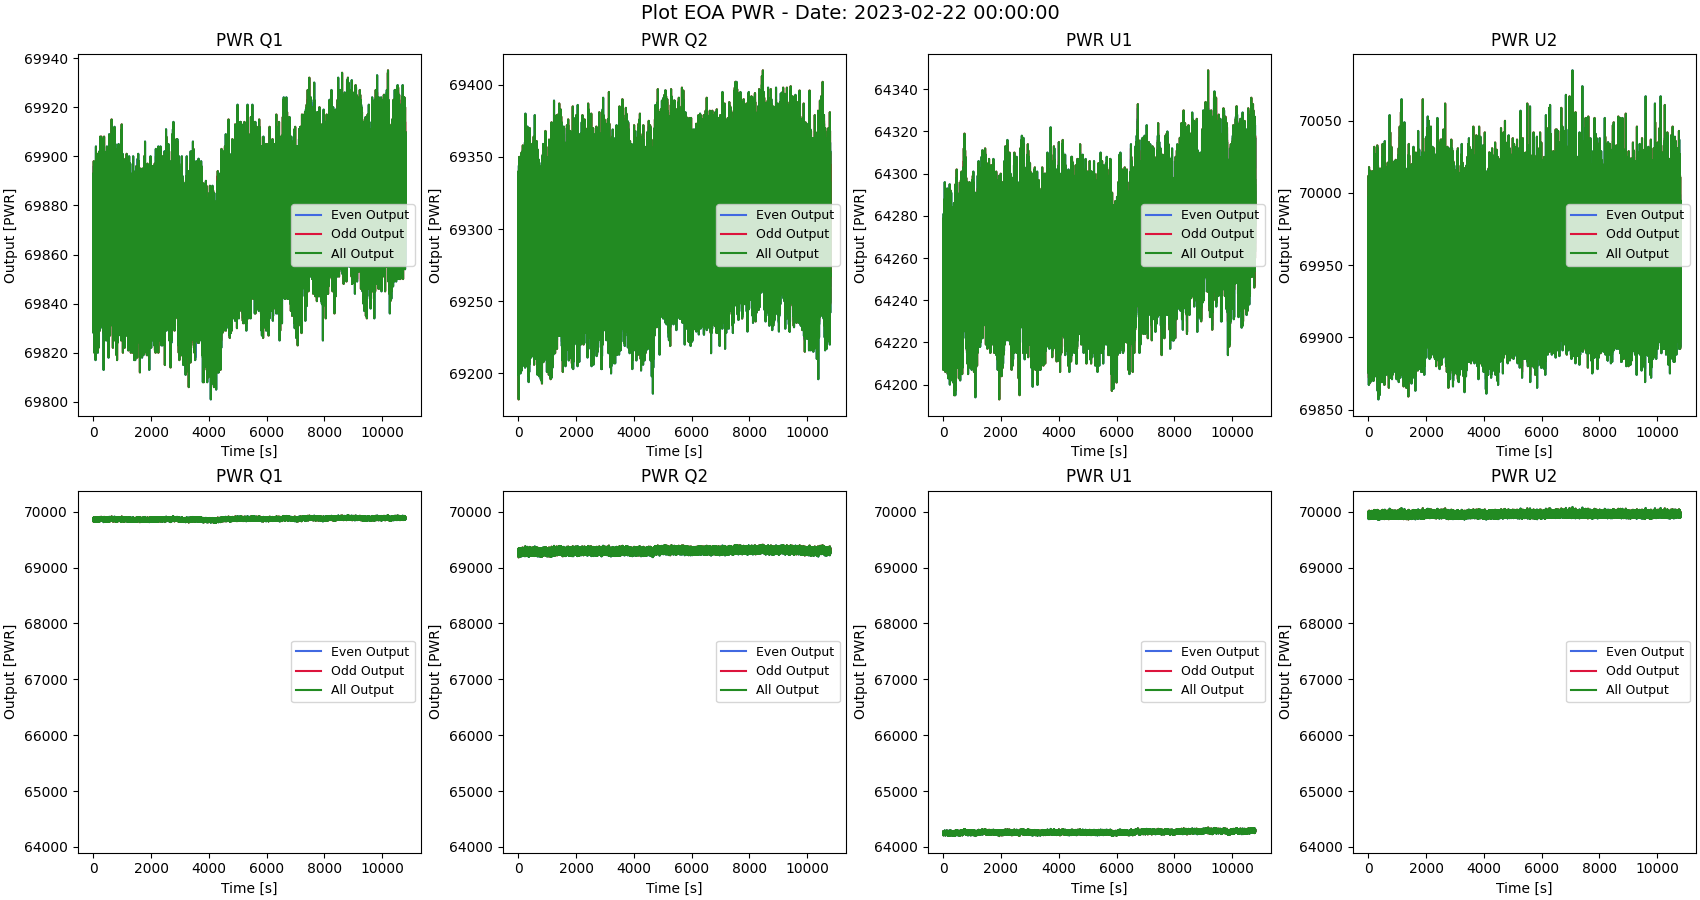 Plot EOA PWR - Date: 2023-02-22 00:00:00
PWR Q1
Output [PWR]
69940
69920
69900
69880
69860
69840
69820
69800
0 2000 4000 6000 8000 10000
Time [s]
Even Output
Odd Output
All Output
PWR Q2
Output [PWR]
69400
69350
69300
69250
69200
0 2000 4000 6000 8000 10000
Time [s]
Even Output
Odd Output
All Output
PWR U1
Output [PWR]
64340
64320
64300
64280
64260
64240
64220
64200
0 2000 4000 6000 8000 10000
Time [s]
Even Output
Odd Output
All Output
PWR U2
Output [PWR]
70050
70000
69950
69900
69850
0 2000 4000 6000 8000 10000
Time [s]
Even Output
Odd Output
All Output
PWR Q1
Output [PWR]
70000
69000
68000
67000
66000
65000
64000
0 2000 4000 6000 8000 10000
Time [s]
Even Output
Odd Output
All Output
PWR Q2
Output [PWR]
70000
69000
68000
67000
66000
65000
64000
0 2000 4000 6000 8000 10000
Time [s]
Even Output
Odd Output
All Output
PWR U1
Output [PWR]
70000
69000
68000
67000
66000
65000
64000
0 2000 4000 6000 8000 10000
Time [s]
Even Output
Odd Output
All Output
PWR U2
Output [PWR]
70000
69000
68000
67000
66000
65000
64000
0 2000 4000 6000 8000 10000
Time [s]
Even Output
Odd Output
All Output